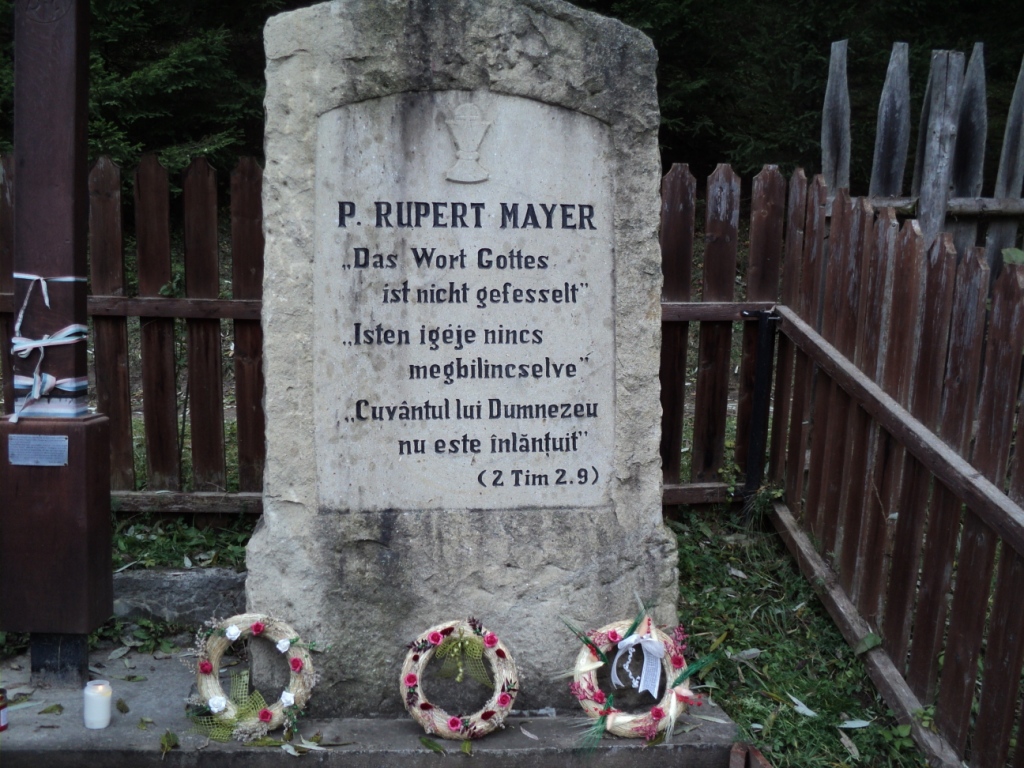 P. RUPERT MAYER
„Das Wort Gottes
ist nicht gefesselt"
„Isten igéje nincs
megbilincselve"
„Cuvântul lui Dumnezeu
nu este înlănțuit"
(2 Tim 2.9)